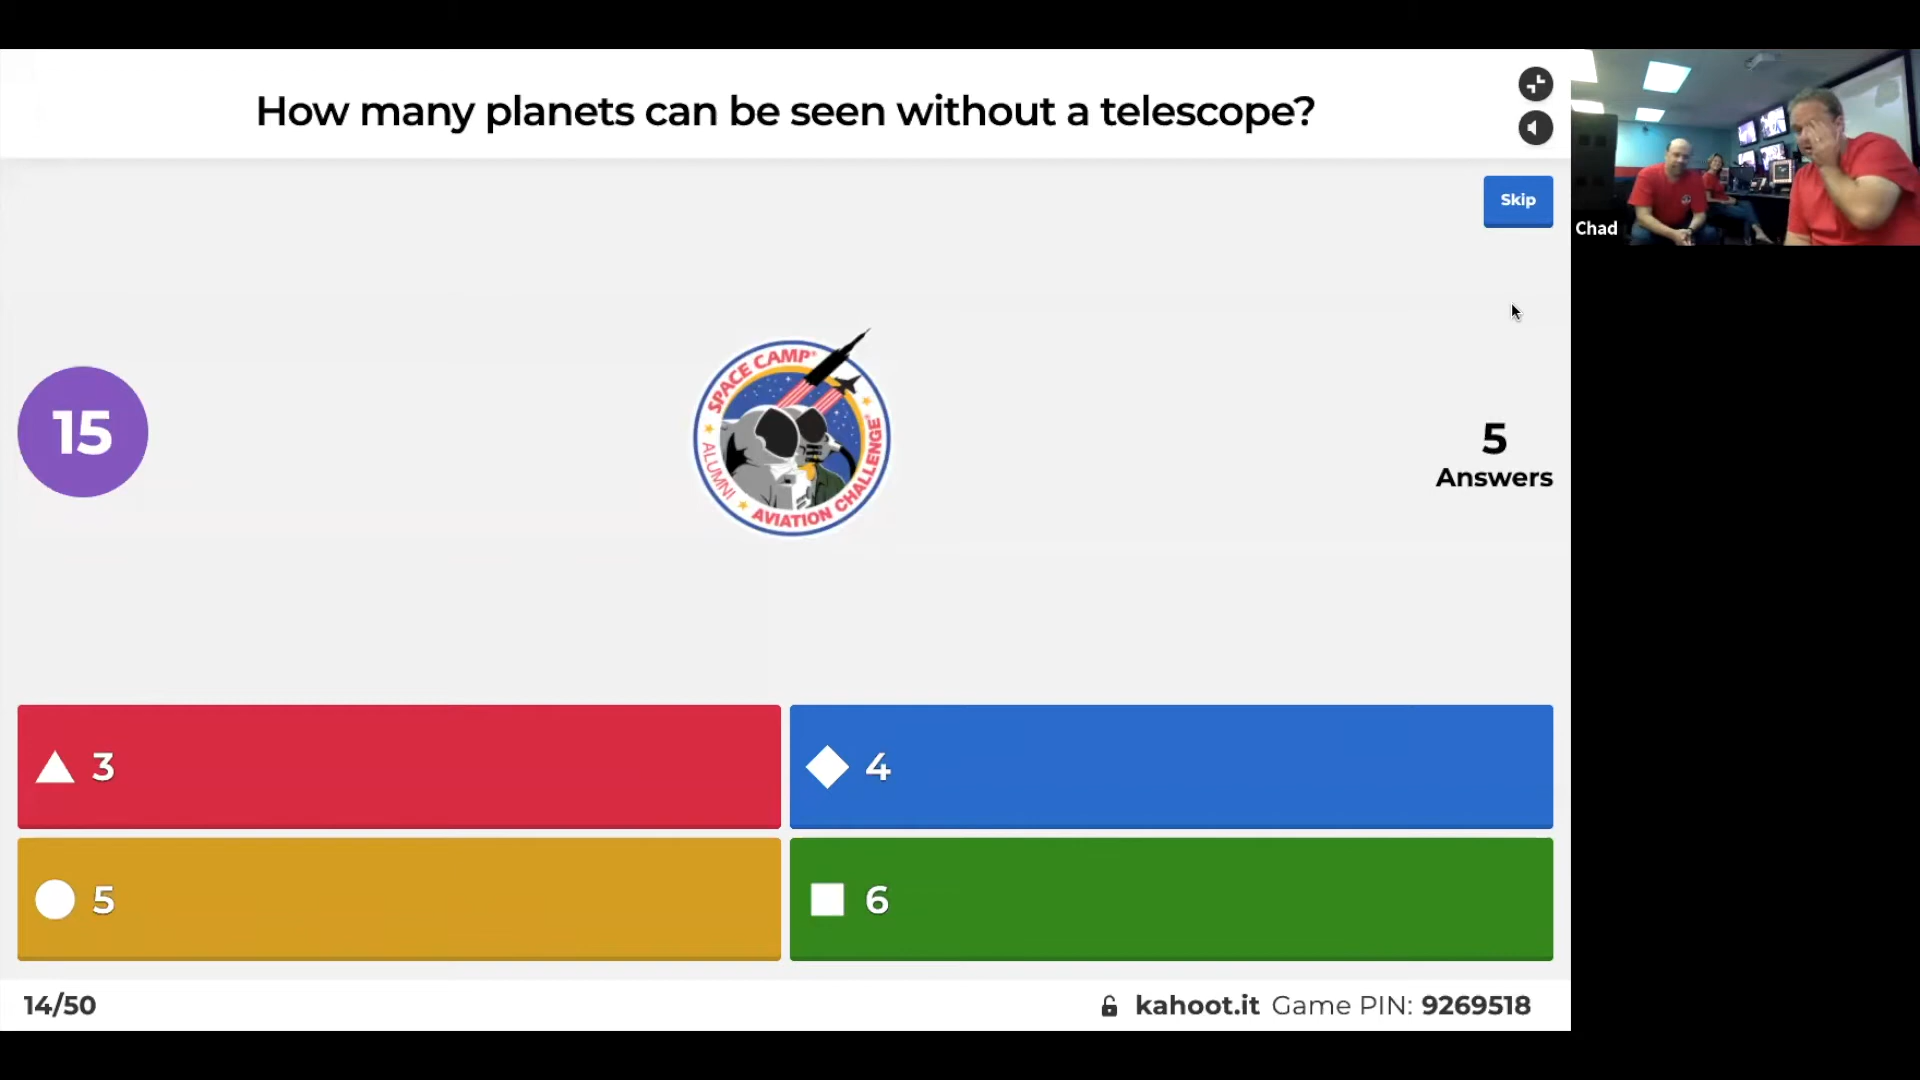 How many planets can be seen without a telescope?
Skip
Chad
15
SPACE CAMP®
ALUMNI
AVIATION CHALLENGE®
5
Answers
3
4
5
6
14/50
kahoot.it Game PIN: 9269518